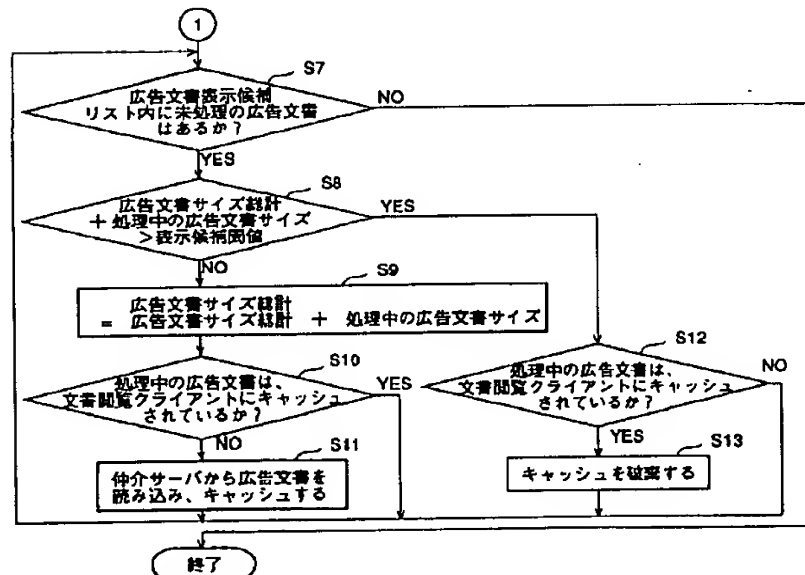 1
S7
広告文書表示候補
リスト内に未処理の広告文書
はあるか？
NO
YES
S8
広告文書サイズ総計
＋処理中の広告文書サイズ
＞表示候補閾値
YES
NO
S9
広告文書サイズ総計
= 広告文書サイズ総計 + 処理中の広告文書サイズ
S10
処理中の広告文書は、
文書閲覧クライアントにキャッシュ
されているか？
YES
NO
S11
仲介サーバから広告文書を
読み込み、キャッシュする
S12
処理中の広告文書は、
文書閲覧クライアントにキャッシュ
されているか？
NO
YES
S13
キャッシュを破棄する
終了